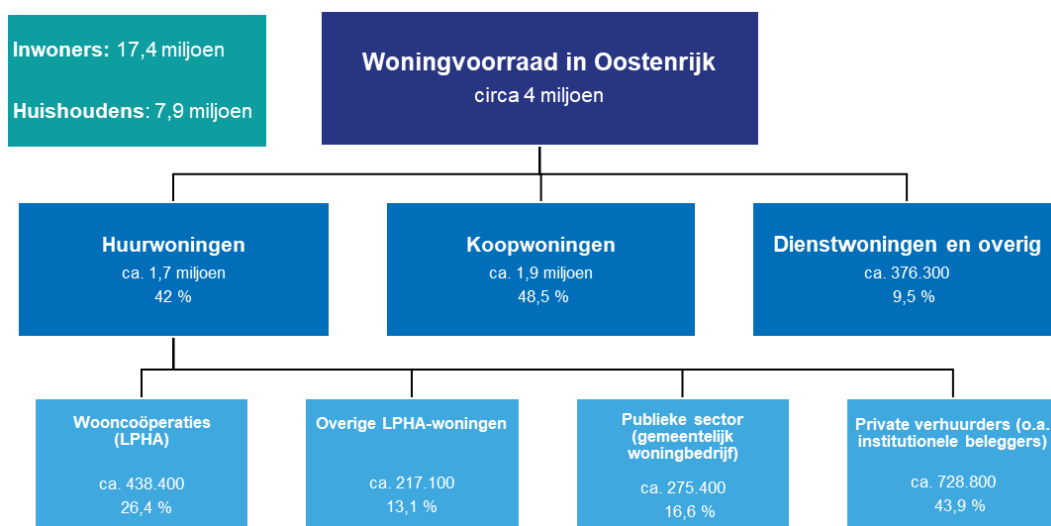 Inwoners: 17,4 miljoen
Huishoudens: 7,9 miljoen
Woningvoorraad in Oostenrijk
circa 4 miljoen
Huurwoningen
ca. 1,7 miljoen
42 %
Koopwoningen
ca. 1,9 miljoen
48,5 %
Dienstwoningen en overig
ca. 376.300
9,5 %
Wooncoöperaties
(LPHA)
ca. 438.400
26,4 %
Overige LPHA-woningen
ca. 217.100
13,1 %
Publieke sector
(gemeentelijk
woningbedrijf)
ca. 275.400
16,6 %
Private verhuurders (o.a.
institutionele beleggers)
ca. 728.800
43,9 %